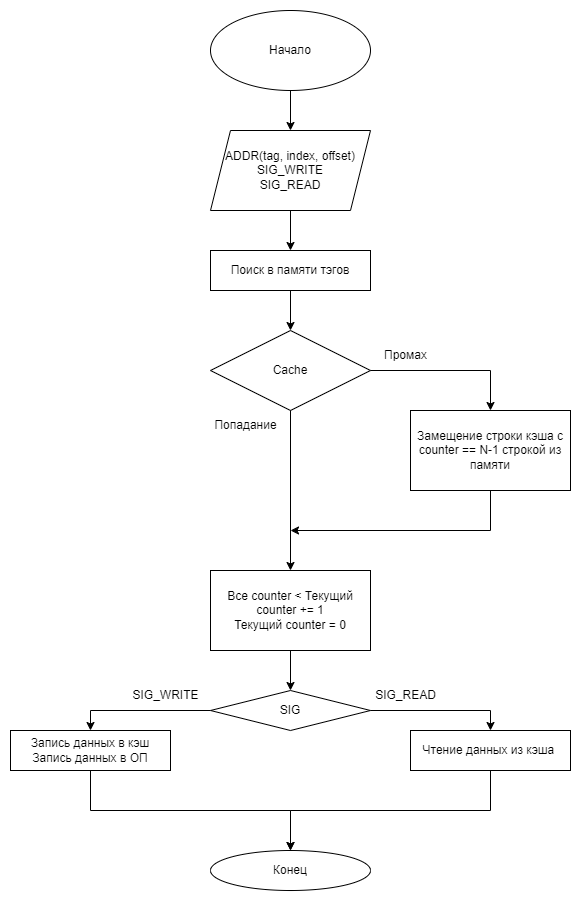 Начало
ADDR(tag, index, offset)
SIG_WRITE
SIG_READ
Поиск в памяти тэгов
Cache
Промах
Попадание
Замещение строки кэша с
counter == N-1 строкой из
памяти
Все counter < Текущий
counter += 1
Текущий counter = 0
SIG_WRITE
SIG
SIG_READ
Запись данных в кэш
Запись данных в ОП
Чтение данных из кэша
Конец